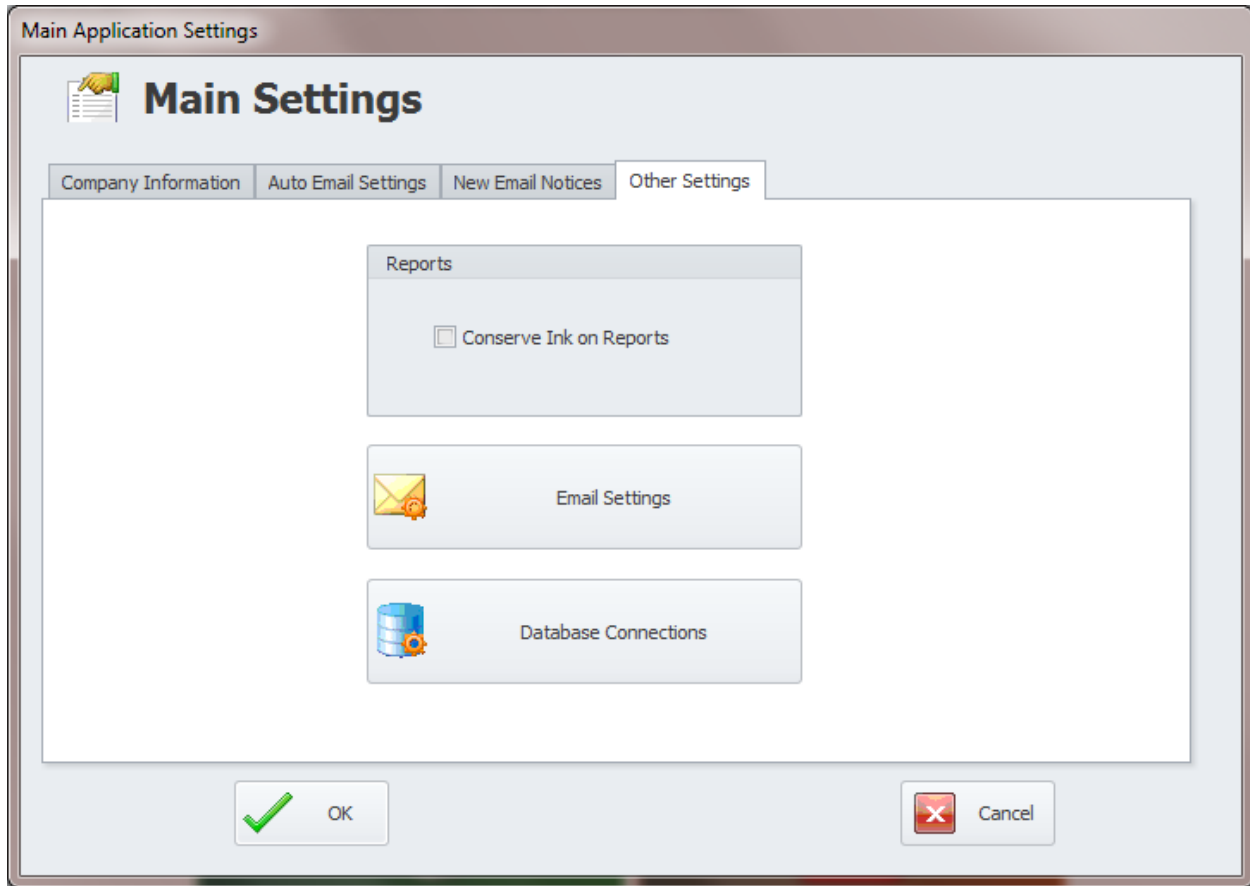 Main Application Settings
Main Settings
Company Information Auto Email Settings New Email Notices Other Settings
Reports
Conserve Ink on Reports
Email Settings
Database Connections
OK Cancel